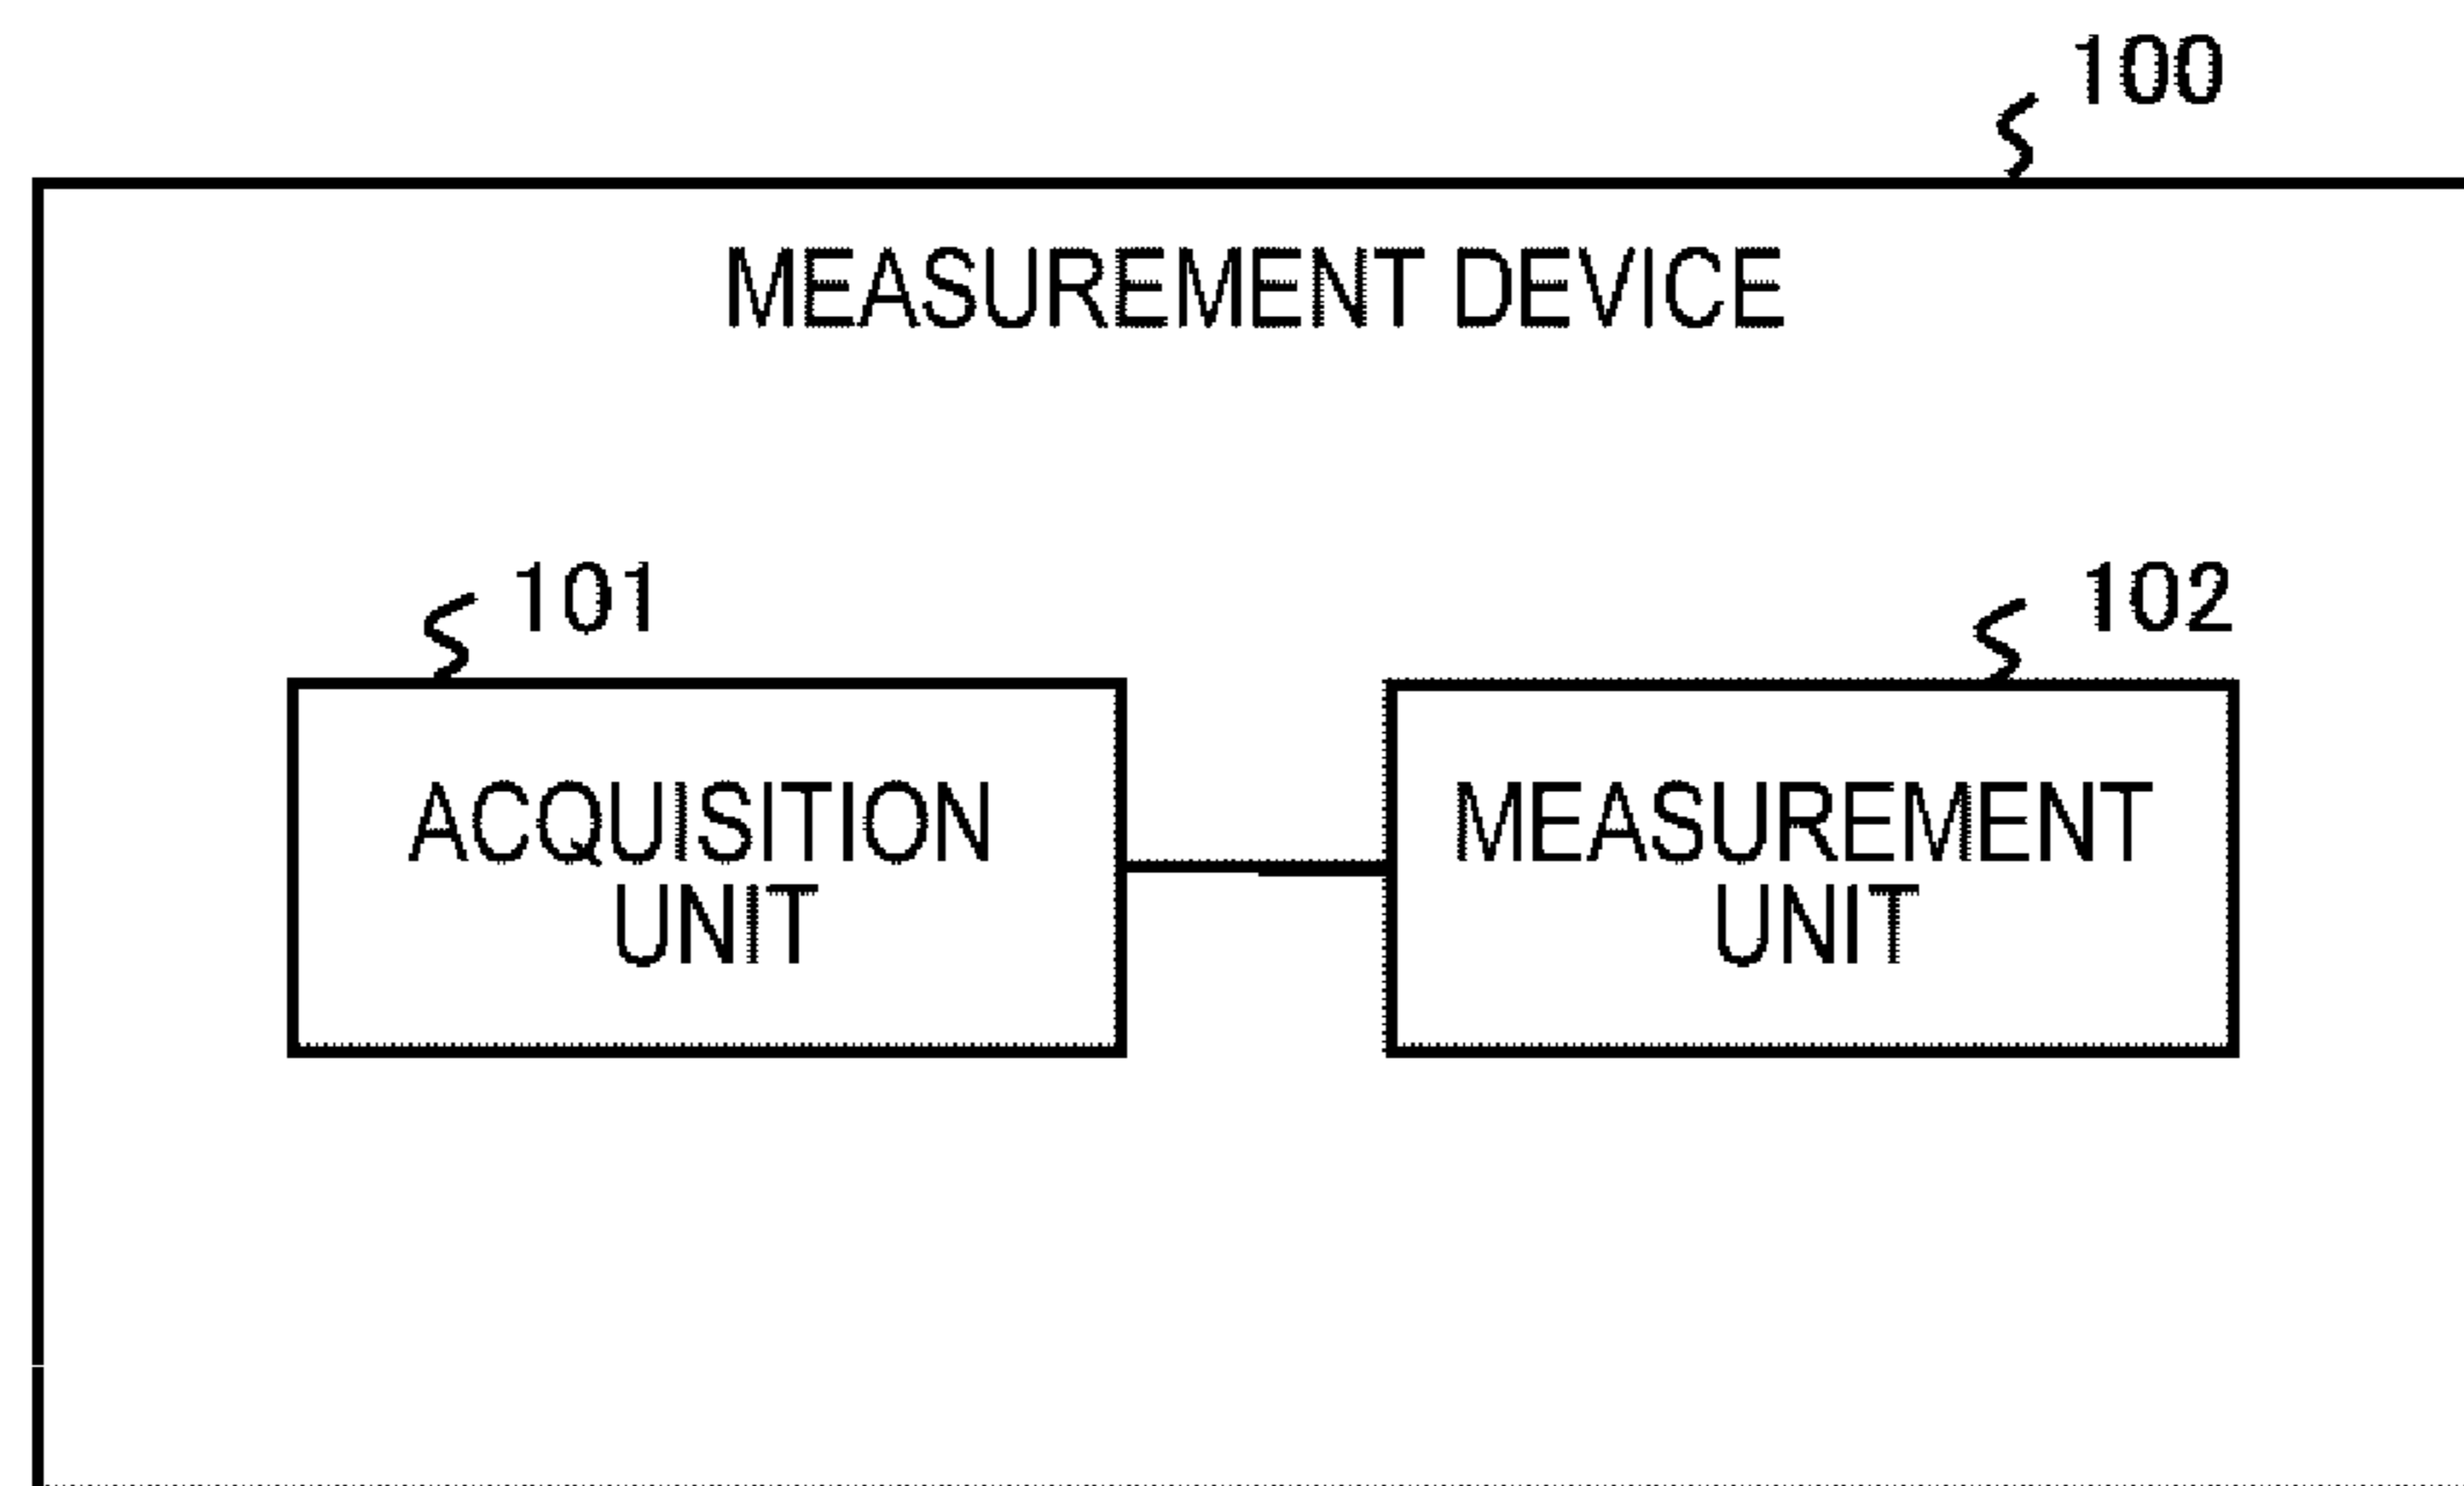 100
MEASUREMENT DEVICE
101
102
ACQUISITION
UNIT
MEASUREMENT
UNIT